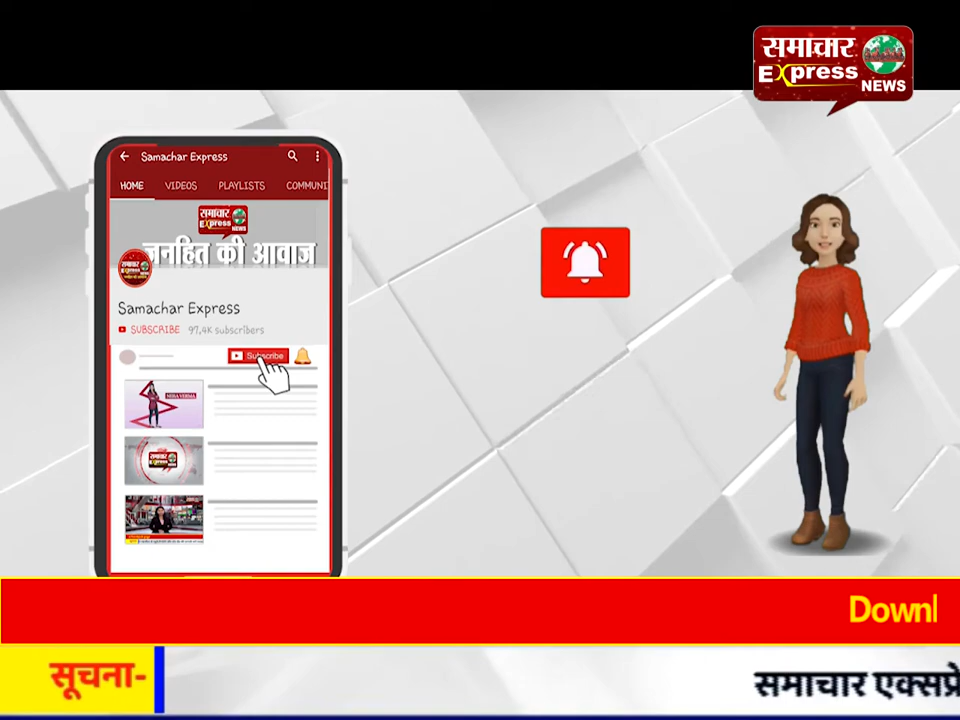 समाचार
Express
NEWS
Samachar Express
HOME VIDEOS PLAYLISTS COMMUNI
समाचार
Express
NEWS
जनहित की आवाज
Samachar Express
SUBSCRIBE 97.4K subscribers
Subscribe
Downl
सूचना-
समाचार एक्सप्रे